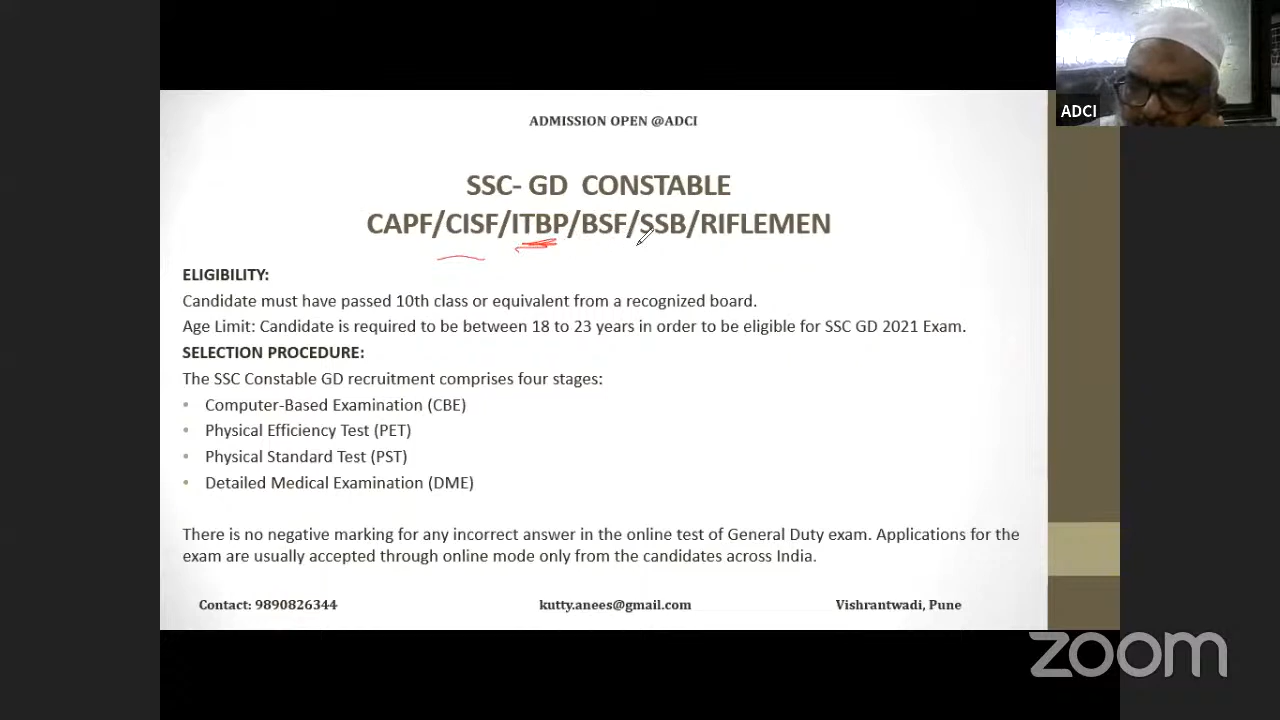 ADMISSION OPEN @ADCI
ADCI
SSC- GD CONSTABLE
CAPF/CISF/ITBP/BSF/SSB/RIFLEMEN
ELIGIBILITY:
Candidate must have passed 10th class or equivalent from a recognized board.
Age Limit: Candidate is required to be between 18 to 23 years in order to be eligible for SSC GD 2021 Exam.
SELECTION PROCEDURE:
The SSC Constable GD recruitment comprises four stages:
• Computer-Based Examination (CBE)
• Physical Efficiency Test (PET)
• Physical Standard Test (PST)
• Detailed Medical Examination (DME)
There is no negative marking for any incorrect answer in the online test of General Duty exam. Applications for the
exam are usually accepted through online mode only from the candidates across India.
Contact: 9890826344 kutty.anees@gmail.com Vishrantwadi, Pune
zoom